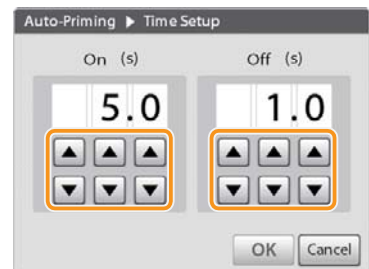 Auto-Priming ▶ Time Setup
On (s) Off (s)
5.0 1.0
OK Cancel